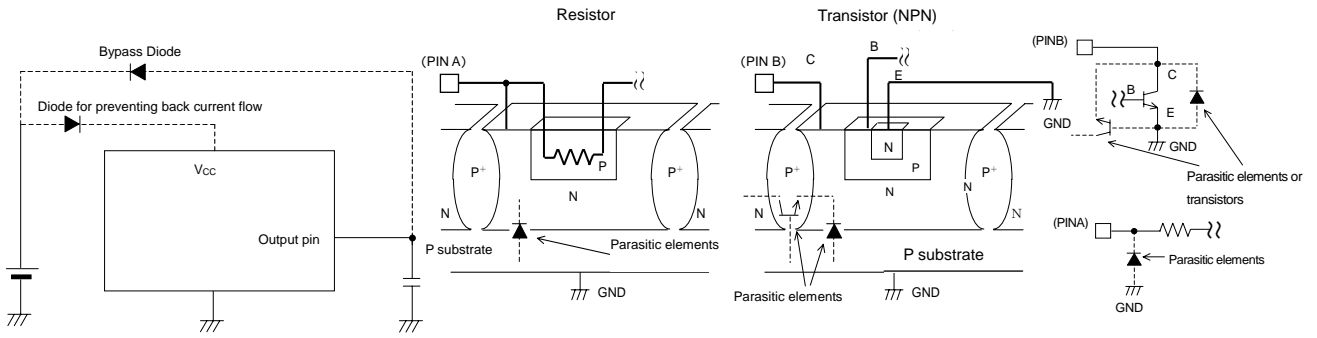 Bypass Diode
Diode for preventing back current flow
VCC
Output pin
Resistor
(PIN A)
P+
P
P+
N
N
N
P substrate
Parasitic elements
GND
Transistor (NPN)
(PIN B)
C
B
E
GND
N
P+
P
N
P+
N
N
N
P substrate
Parasitic elements
GND
(PINB)
C
B
E
GND
Parasitic elements or
transistors
(PINA)
Parasitic elements
GND